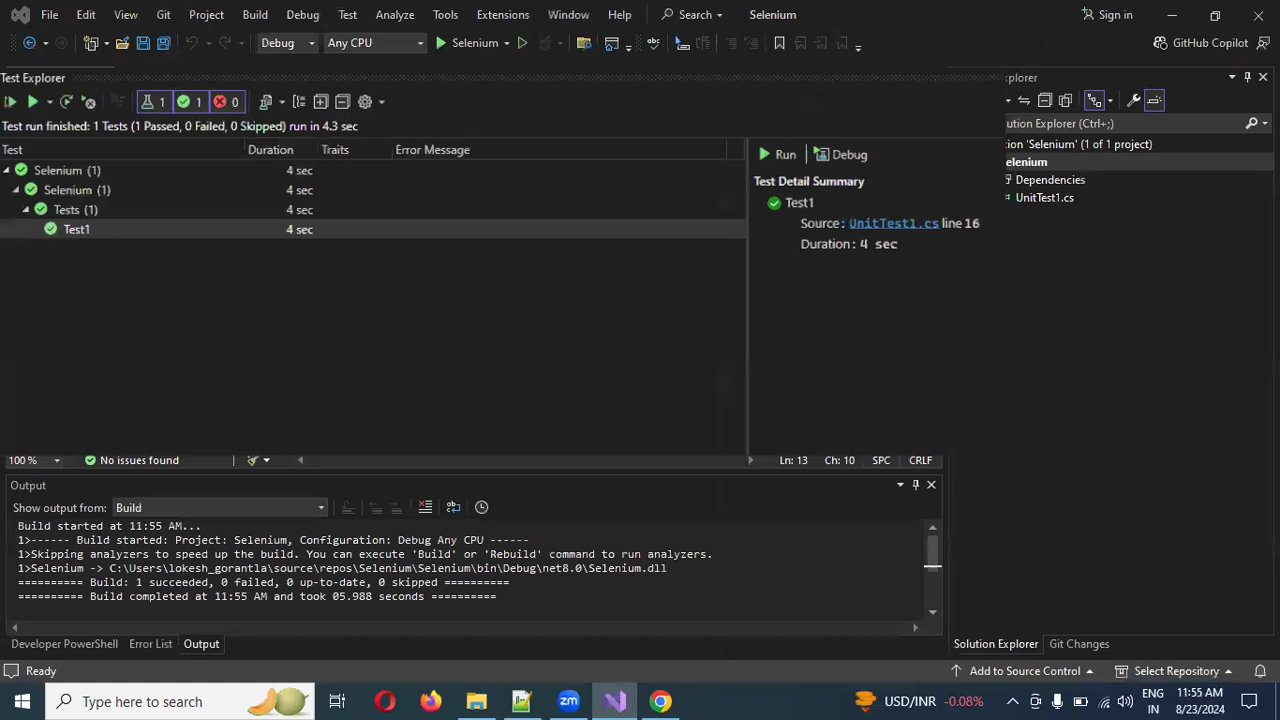 File Edit View Git Project Build Debug Test Analyze Tools Extensions Window Help Search Selenium Sign in
Debug Any CPU Selenium GitHub Copilot
Test Explorer
xplorer
1 1 0
Test run finished: 1 Tests (1 Passed, 0 Failed, 0 Skipped) run in 4.3 sec
olution Explorer (Ctrl+;)
Test Duration Traits Error Message
Selenium (1) 4 sec
Selenium (1) 4 sec
Tests (1) 4 sec
Test1 4 sec
Run Debug
Test Detail Summary
Test1
Source: UnitTest1.cs line 16
Duration: 4 sec
ion 'Selenium' (1 of 1 project)
elenium
Dependencies
UnitTest1.cs
100 % No issues found Ln: 13 Ch: 10 SPC CRLF
Output
Show output from: Build
Build started at 11:55 AM...
1>------ Build started: Project: Selenium, Configuration: Debug Any CPU ------
1>Skipping analyzers to speed up the build. You can execute 'Build' or 'Rebuild' command to run analyzers.
1>Selenium -> C:\Users\lokesh_gorantla\source\repos\Selenium\Selenium\bin\Debug\net8.0\Selenium.dll
========== Build: 1 succeeded, 0 failed, 0 up-to-date, 0 skipped ==========
========== Build completed at 11:55 AM and took 05.988 seconds ==========
Developer PowerShell Error List Output
Solution Explorer Git Changes
Ready Add to Source Control Select Repository
Type here to search
zm
USD/INR -0.08%
ENG
IN
11:55 AM
8/23/2024